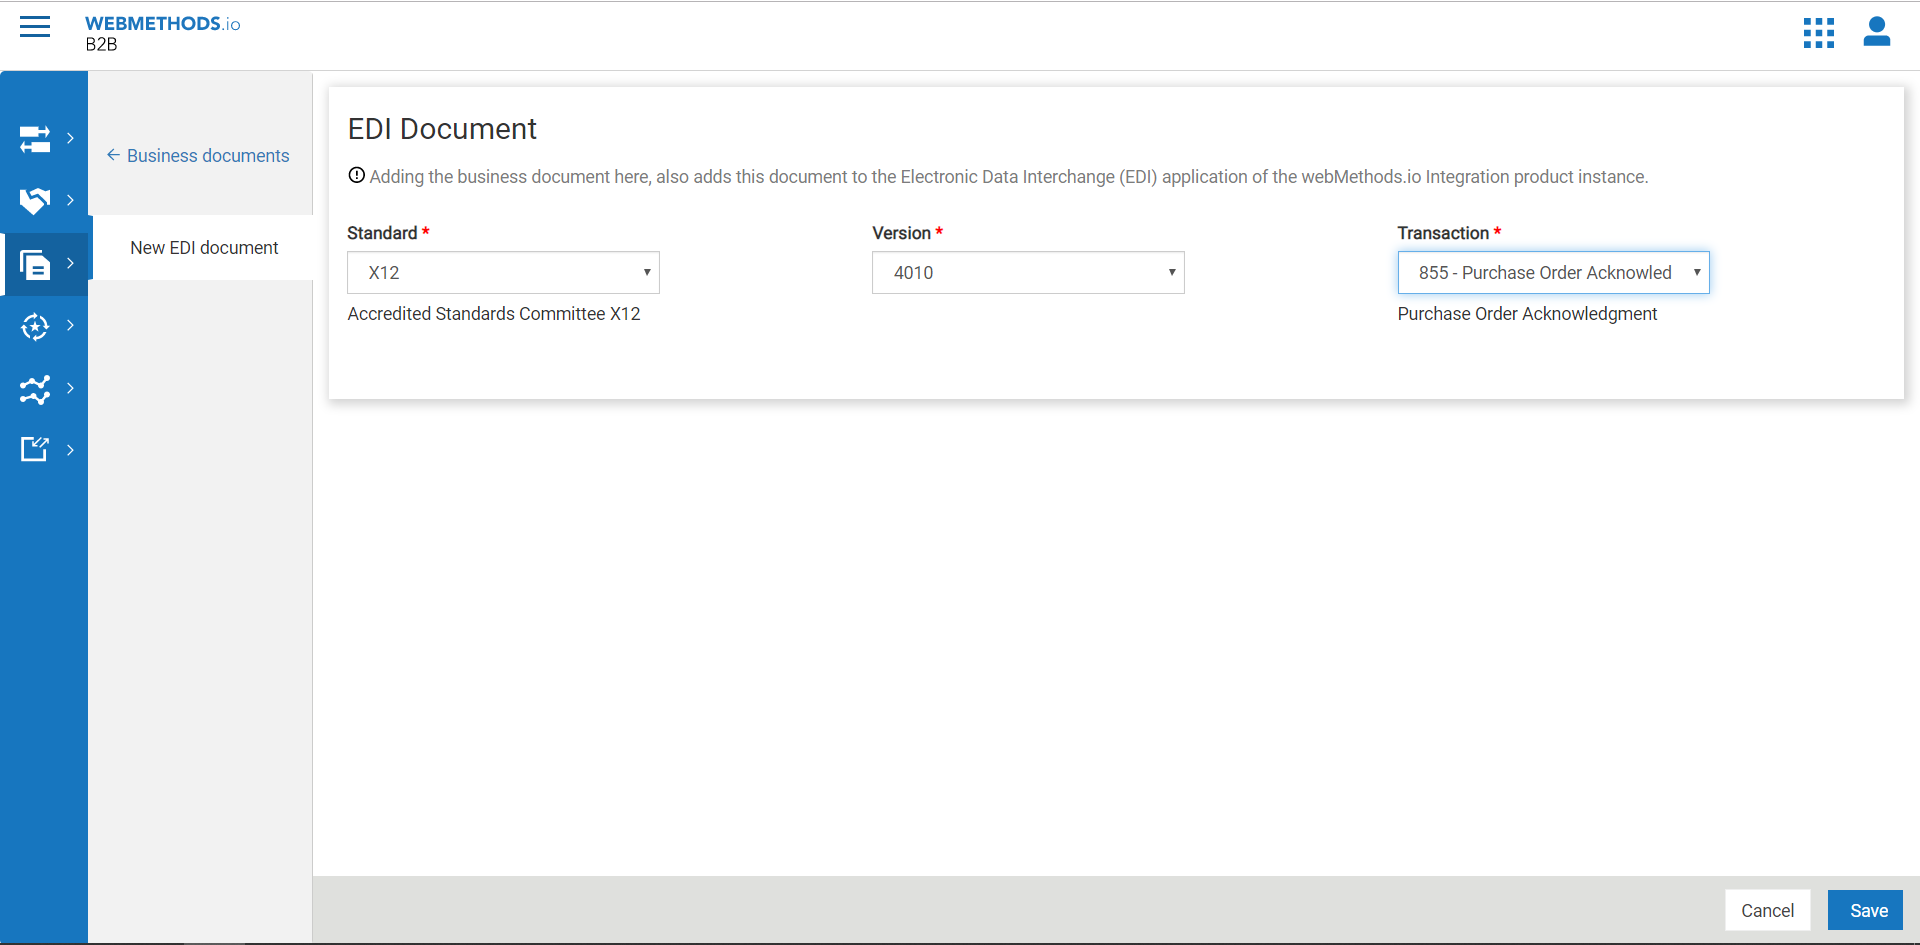 WEBMETHODS.io
B2B
← Business documents
New EDI document
EDI Document
Adding the business document here, also adds this document to the Electronic Data Interchange (EDI) application of the webMethods.io Integration product instance.
Standard *
X12
Accredited Standards Committee X12
Version *
4010
Transaction *
855 - Purchase Order Acknowled
Purchase Order Acknowledgment
Cancel
Save